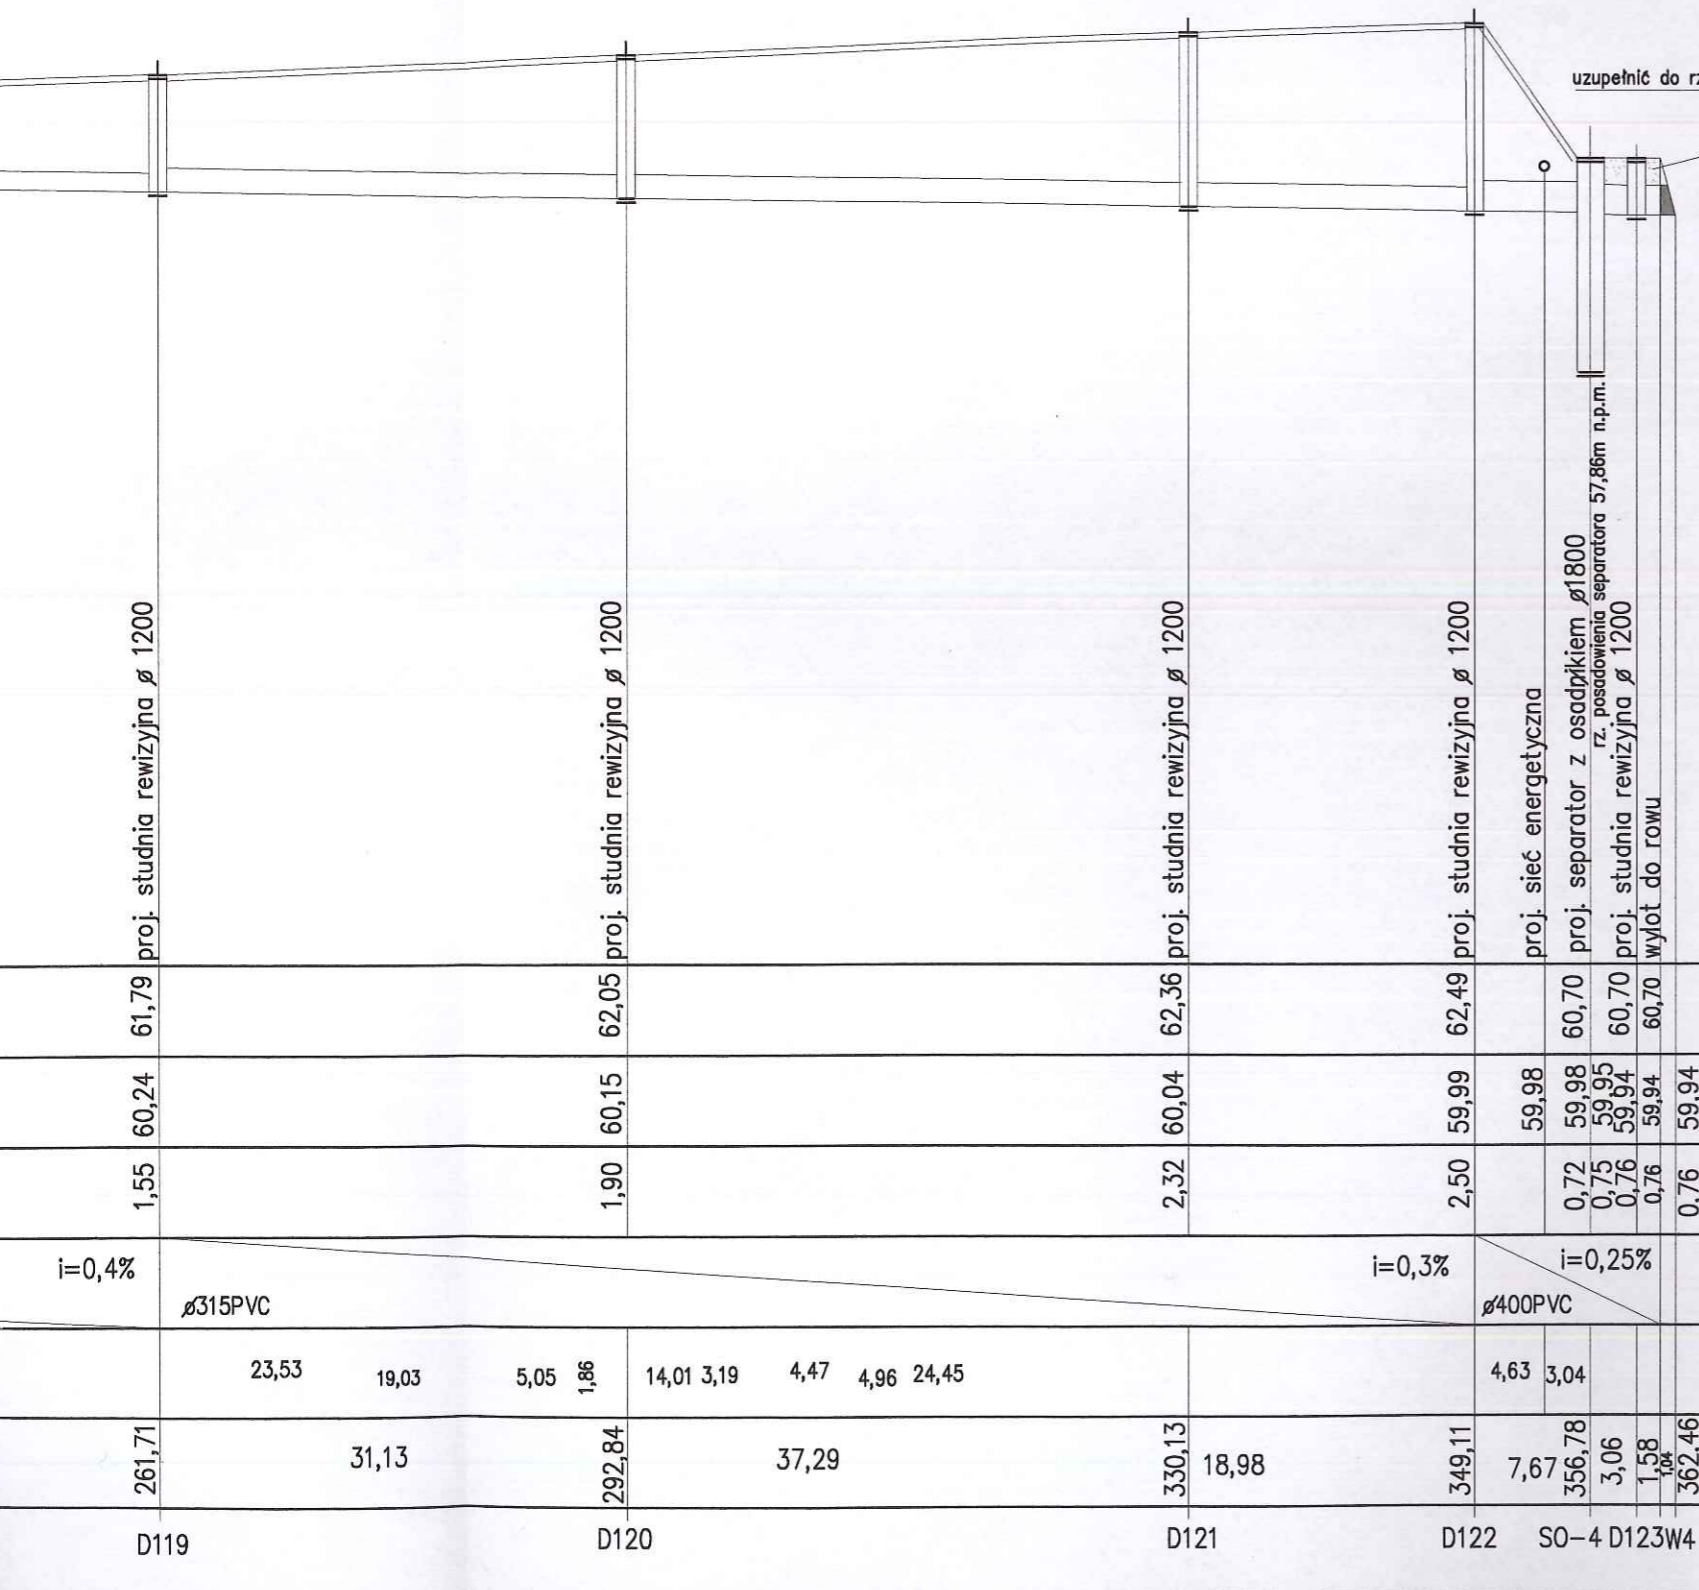 uzupełnić do rz
proj. studnia rewizyjna ø 1200
proj. studnia rewizyjna ø 1200
proj. studnia rewizyjna ø 1200
proj. studnia rewizyjna ø 1200
proj. sieć energetyczna
proj. separator z osadnikiem ø1800
rz. posadowienia separatora 57,86m n.p.m.
proj. studnia rewizyjna ø 1200
wylot do rowu
61,79 62,05 62,36 62,49 60,70 60,70 60,70
60,24 60,15 60,04 59,99 59,98 59,98 59,95 59,94 59,94 59,94
1,55 1,90 2,32 2,50 0,72 0,75 0,76 0,76 0,76
i=0,4% i=0,3% i=0,25%
ø315PVC ø400PVC
23,53 19,03 5,05 1,86 14,01 3,19 4,47 4,96 24,45 4,63 3,04
261,71 31,13 292,84 37,29 330,13 18,98 349,11 7,67 356,78 3,06 1,58 1,04 362,46
D119 D120 D121 D122 SO-4 D123 W4